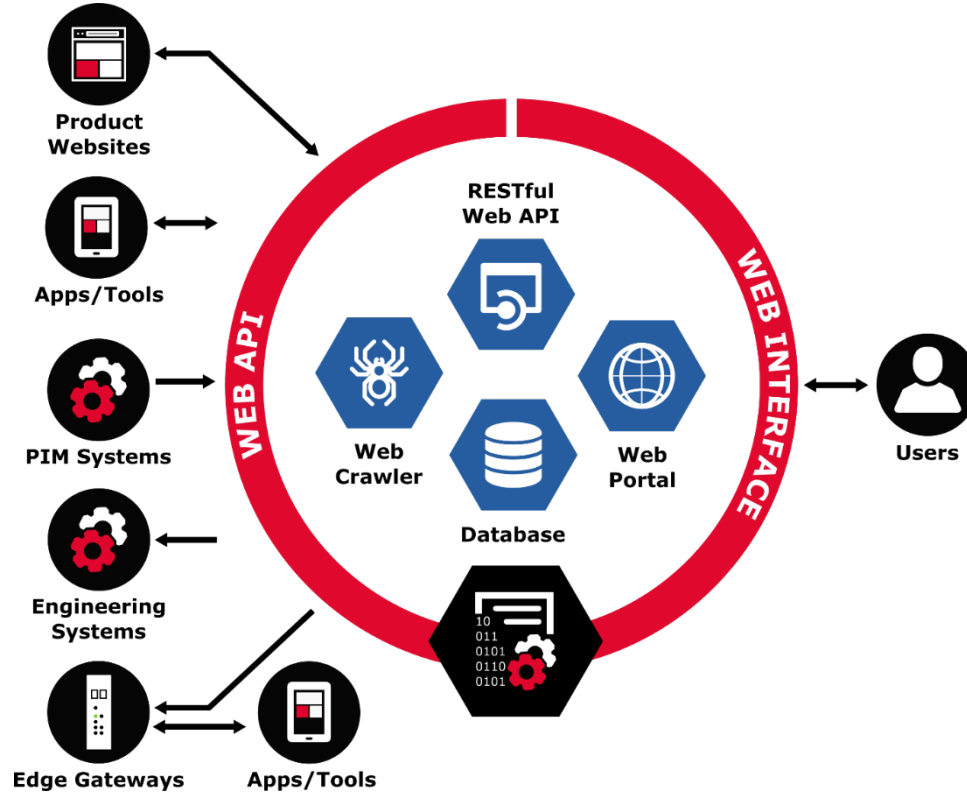 Product
Websites
RESTful
Web API
Apps/Tools
WEB API
WEB INTERFACE
PIM Systems
Web
Crawler
Web
Portal
Users
Database
Engineering
Systems
10
011
0101
0110
0101
Edge Gateways
Apps/Tools